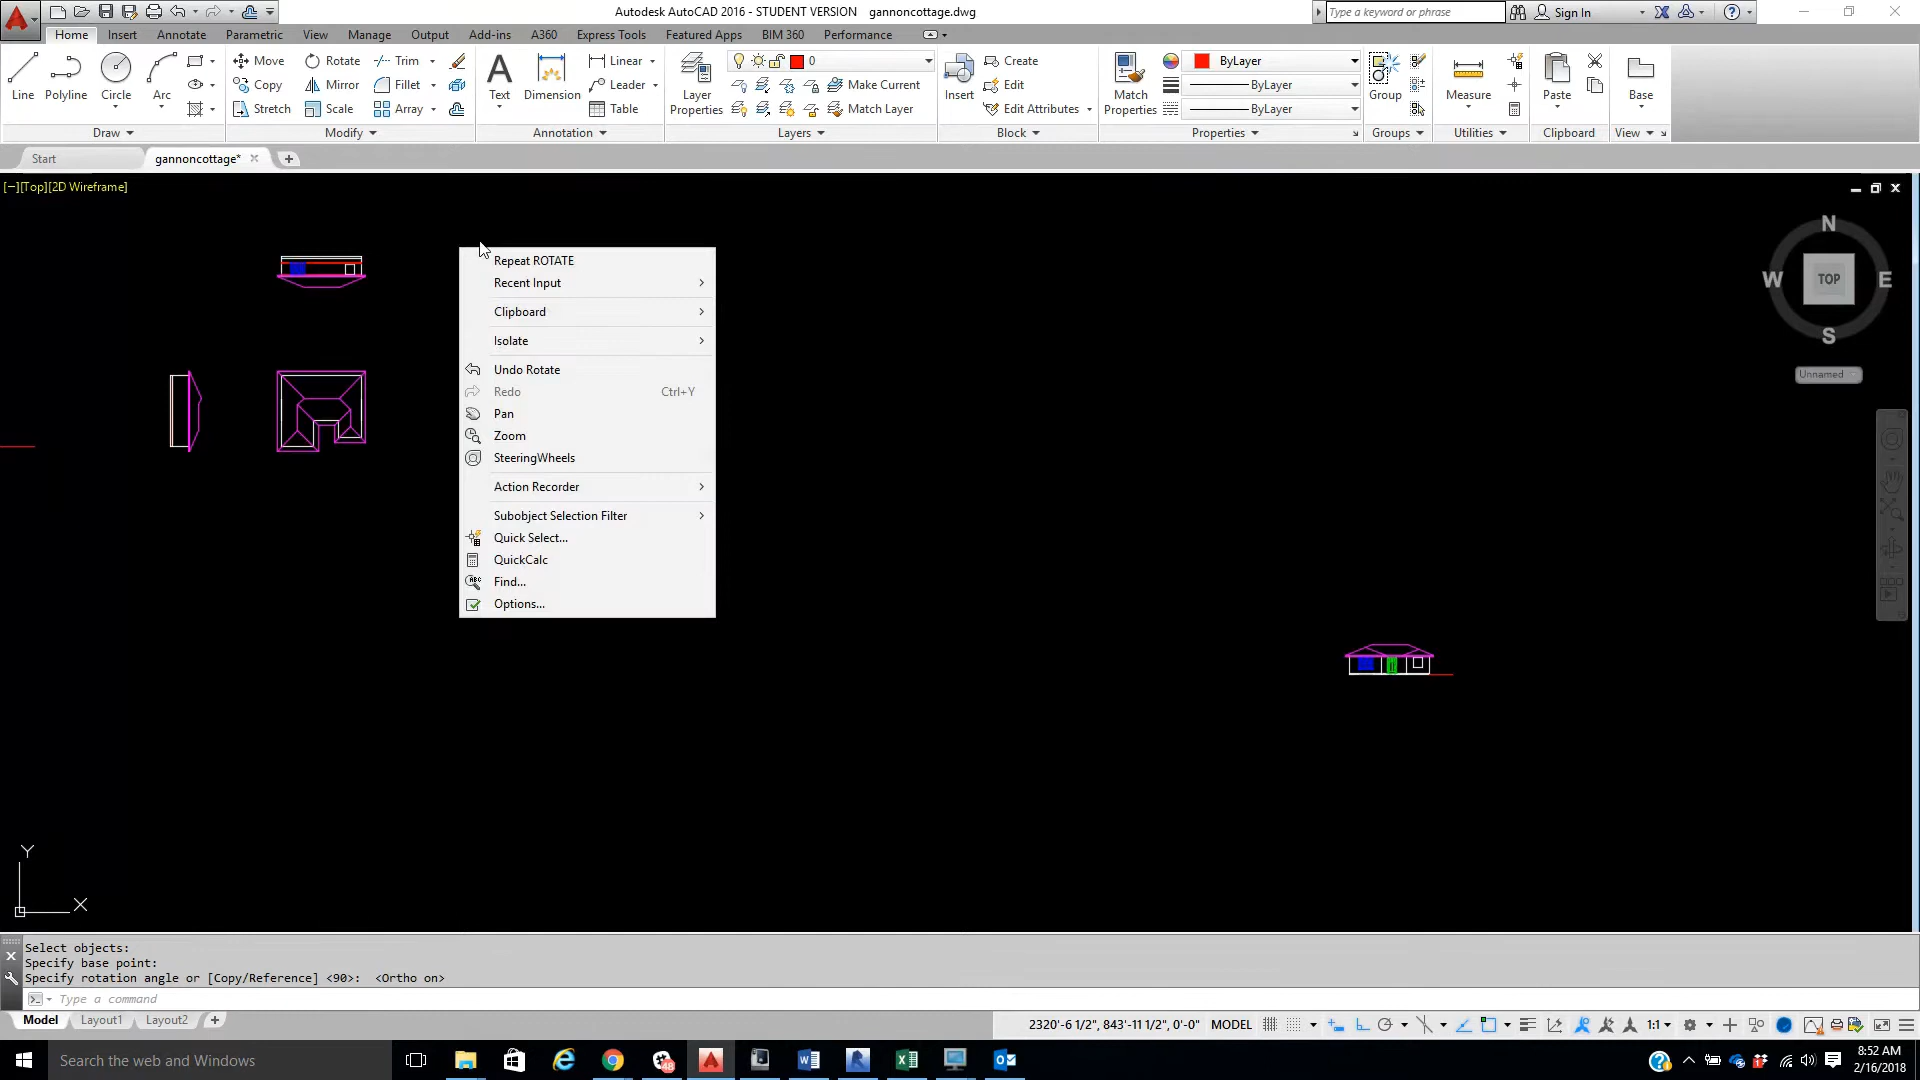 Autodesk AutoCAD 2016 - STUDENT VERSION gannoncottage.dwg
Type a keyword or phrase
Sign In
Home Insert Annotate Parametric View Manage Output Add-ins A360 Express Tools Featured Apps BIM 360 Performance
Line Polyline Circle Arc
Move Rotate Trim
Copy Mirror Fillet
Stretch Scale Array
Text Dimension
Linear
Leader
Table
Layer Properties
0
Make Current
Match Layer
Insert
Create
Edit
Edit Attributes
Match Properties
ByLayer
ByLayer
ByLayer
Group
Measure
Paste
Base
Draw Modify Annotation Layers Block Properties Groups Utilities Clipboard View
Start gannoncottage*
[−][Top][2D Wireframe]
N
W TOP E
S
Unnamed
Repeat ROTATE
Recent Input
Clipboard
Isolate
Undo Rotate
Redo Ctrl+Y
Pan
Zoom
SteeringWheels
Action Recorder
Subobject Selection Filter
Quick Select...
QuickCalc
Find...
Options...
Y
X
Select objects:
Specify base point:
Specify rotation angle or [Copy/Reference] <90>: <Ortho on>
Type a command
Model Layout1 Layout2
2320'-6 1/2", 843'-11 1/2", 0'-0" MODEL 1:1
Search the web and Windows
8:52 AM
2/16/2018